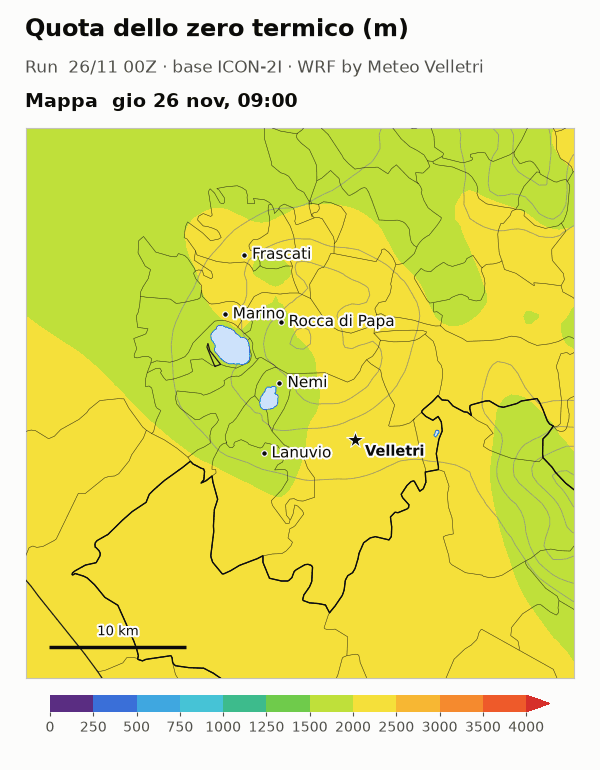 Quota dello zero termico (m)
Run  26/11 00Z · base ICON-2I · WRF by Meteo Velletri
Mappa  gio 26 nov, 09:00
Frascati
Marino
Rocca di Papa
Nemi
Velletri
Lanuvio
10 km
0 250 500 750 1000 1250 1500 2000 2500 3000 3500 4000